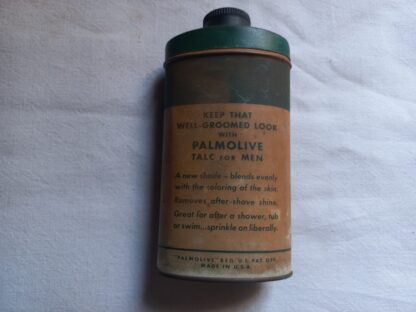 KEEP THAT
WELL-GROOMED LOOK
WITH
PALMOLIVE
TALC FOR MEN
A new shade – blends evenly
with the coloring of the skin.
Removes after-shave shine.
Great for after a shower, tub
or swim...sprinkle on liberally.
"PALMOLIVE" REG. U.S. PAT. OFF.
MADE IN U.S.A.